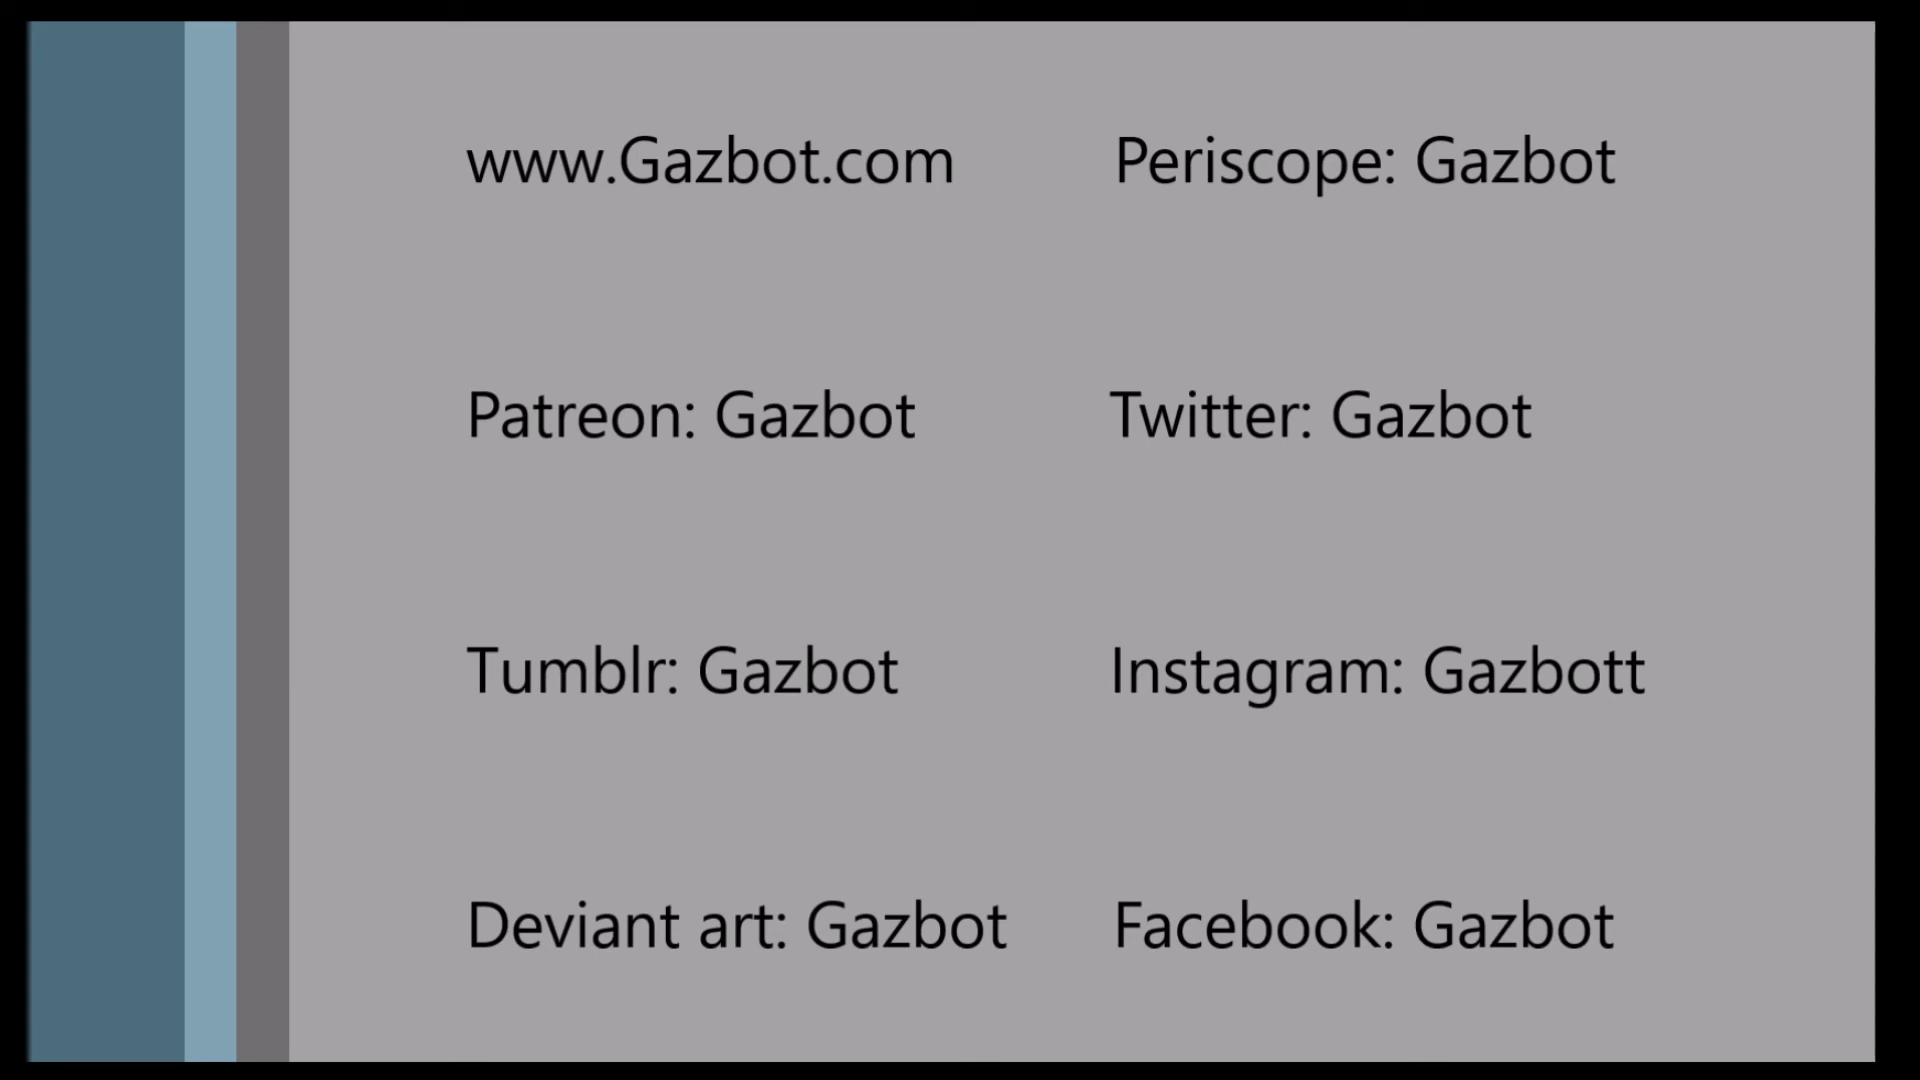 www.Gazbot.com
Periscope: Gazbot
Patreon: Gazbot
Twitter: Gazbot
Tumblr: Gazbot
Instagram: Gazbott
Deviant art: Gazbot
Facebook: Gazbot